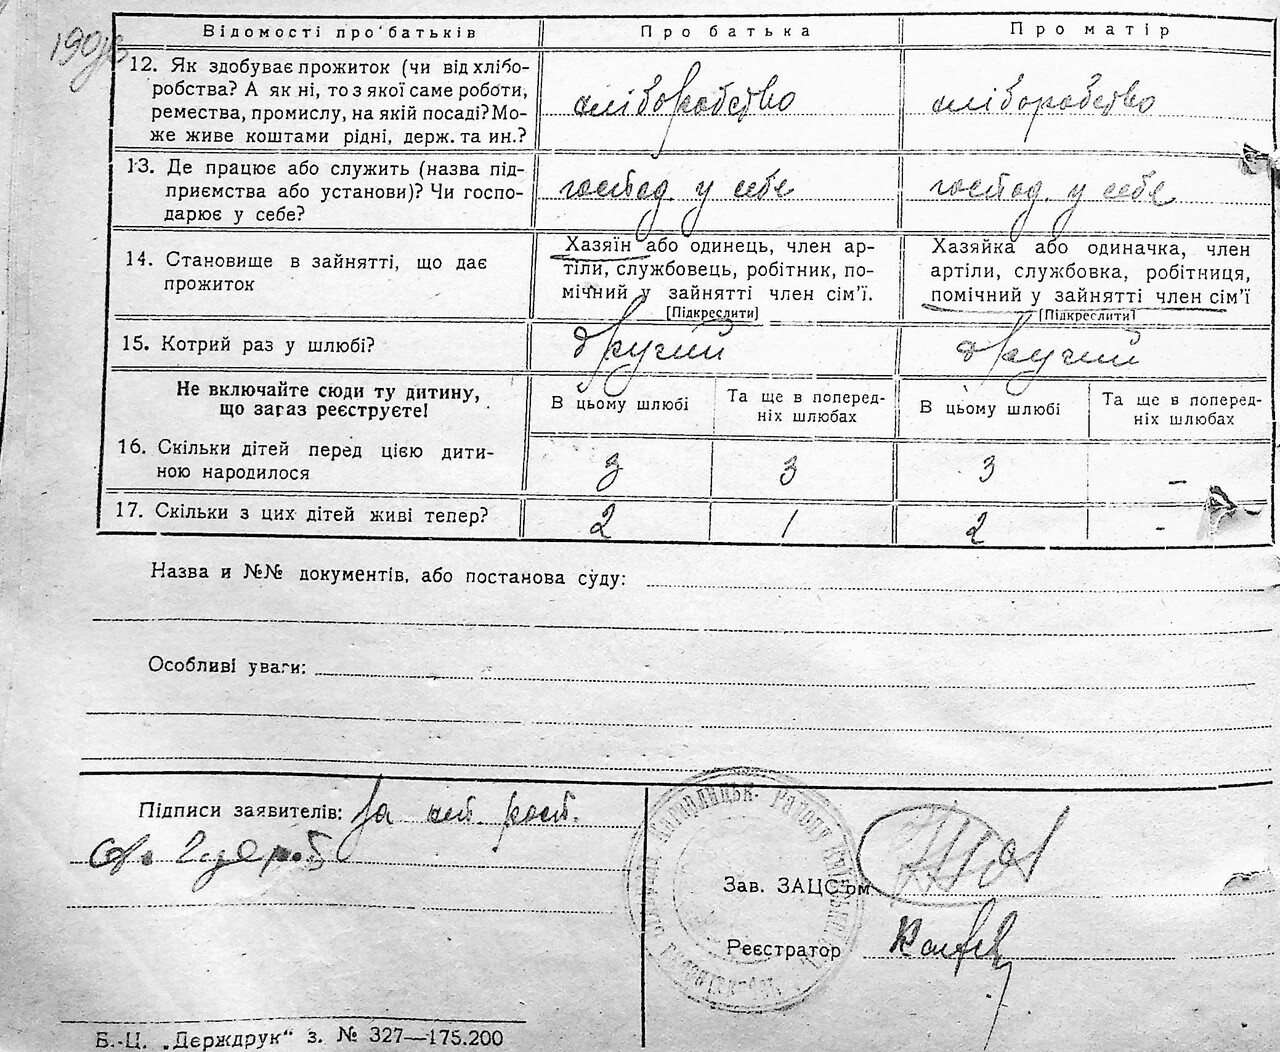 Відомості про батьків Про батька Про матір
12. Як здобуває прожиток (чи від хлібо-
робства? А як ні, то з якої саме роботи,
ремества, промислу, на якій посаді? Мо-
же живе коштами рідні, держ. та ин.?
хліборобство хліборобство
13. Де працює або служить (назва під-
приємства або установи)? Чи госпо-
дарює у себе?
господ. у себе господ. у себе
14. Становище в зайнятті, що дає
прожиток
Хазяїн або одинець, член ар-
тіли, службовець, робітник, по-
мічний у зайнятті член сім'ї.
[Підкреслити]
Хазяйка або одиначка, член
артіли, службовка, робітниця,
помічний у зайнятті член сім'ї
[Підкреслити]
15. Котрий раз у шлюбі? другий другий
Не включайте сюди ту дитину,
що загаз реєструєте!
В цьому шлюбі
Та ще в поперед-
ніх шлюбах
В цьому шлюбі
Та ще в поперед-
ніх шлюбах
16. Скільки дітей перед цією дити-
ною народилося
3 3 3 -
17. Скільки з цих дітей живі тепер? 2 1 2 -
Назва и №№ документів, або постанова суду:
Особливі уваги:
Підписи заявителів: За
Зав. ЗАЦС'ом
Реєстратор
Б.-Ц. „Держдрук" з. № 327—175.200